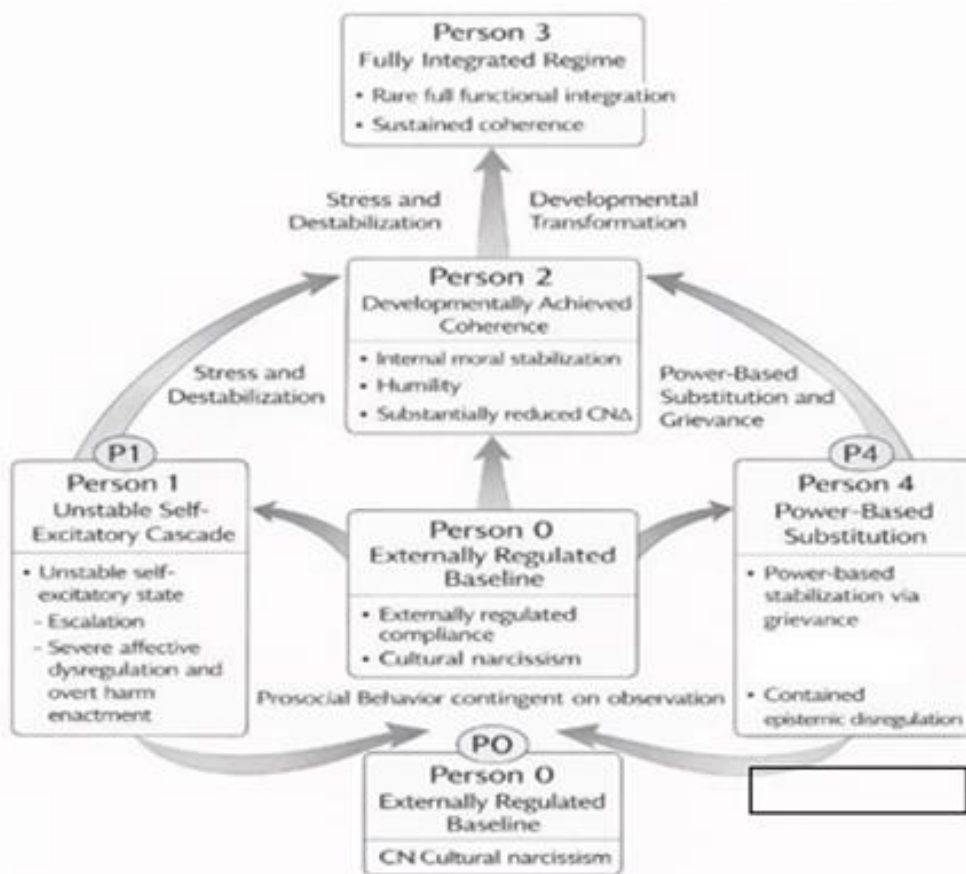 Person 3
Fully Integrated Regime
• Rare full functional integration
• Sustained coherence
Stress and
Destabilization
Developmental
Transformation
Person 2
Developmentally Achieved
Coherence
• Internal moral stabilization
• Humility
• Substantially reduced CNΔ
Stress and
Destabilization
Power-Based
Substitution and
Grievance
P1
Person 1
Unstable Self-
Excitatory Cascade
• Unstable self-
excitatory state
- Escalation
- Severe affective
dysregulation and
overt harm
enactment
Person 0
Externally Regulated
Baseline
• Externally regulated
compliance
• Cultural narcissism
P4
Person 4
Power-Based
Substitution
• Power-based
stabilization via
grievance
• Contained
epistemic disregulation
Prosocial Behavior contingent on observation
PO
Person 0
Externally Regulated
Baseline
CN Cultural narcissism